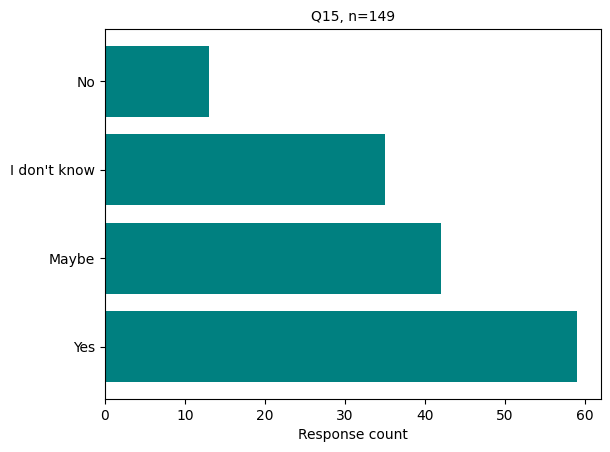 Q15, n=149
No
I don't know
Maybe
Yes
0 10 20 30 40 50 60
Response count